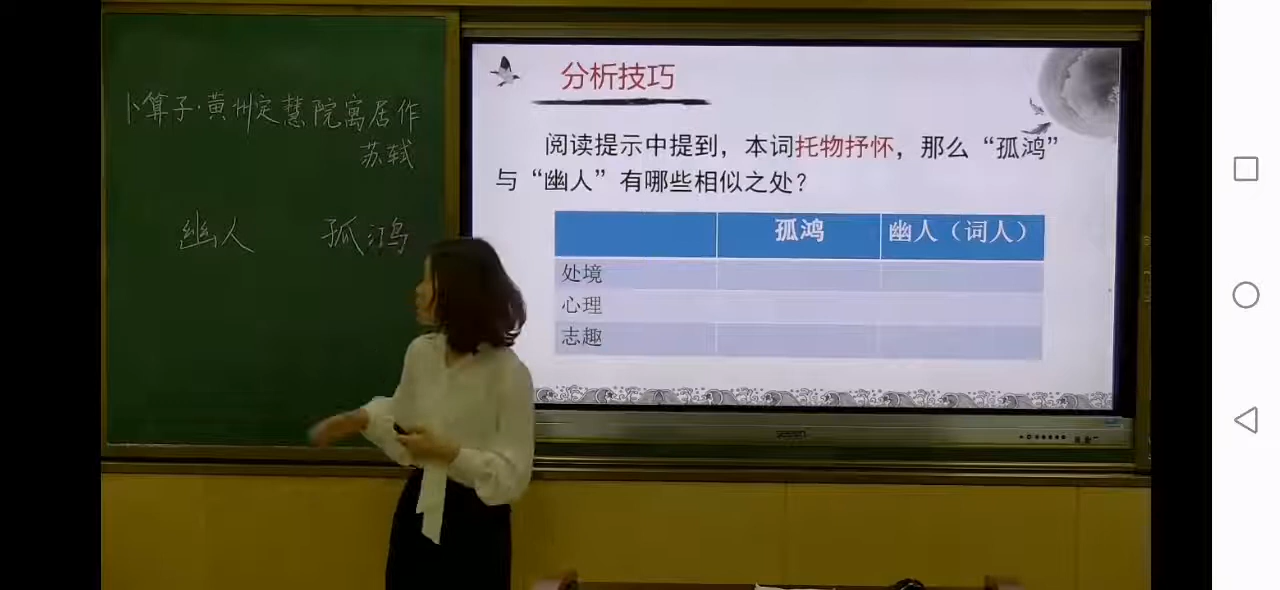 卜算子·黄州定慧院寓居作
苏轼
幽人 孤鸿
分析技巧
阅读提示中提到，本词托物抒怀，那么“孤鸿”
与“幽人”有哪些相似之处？
孤鸿 幽人（词人）
处境
心理
志趣